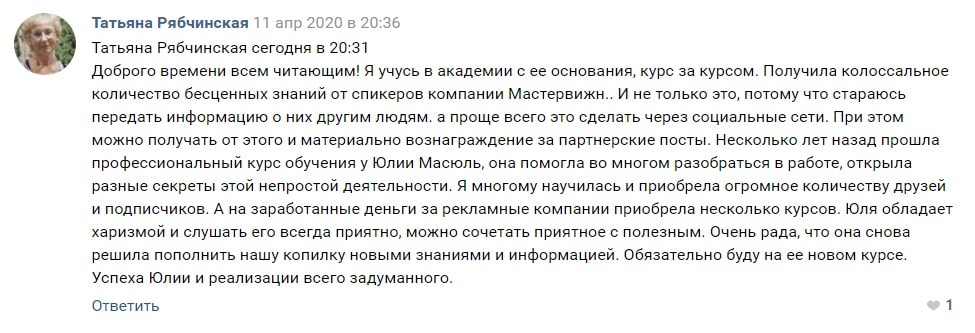 Татьяна Рябчинская 11 апр 2020 в 20:36
Татьяна Рябчинская сегодня в 20:31
Доброго времени всем читающим! Я учусь в академии с ее основания, курс за курсом. Получила колоссальное
количество бесценных знаний от спикеров компании Мастервижн.. И не только это, потому что стараюсь
передать информацию о них другим людям. а проще всего это сделать через социальные сети. При этом
можно получать от этого и материально вознаграждение за партнерские посты. Несколько лет назад прошла
профессиональный курс обучения у Юлии Масюль, она помогла во многом разобраться в работе, открыла
разные секреты этой непростой деятельности. Я многому научилась и приобрела огромное количеству друзей
и подписчиков. А на заработанные деньги за рекламные компании приобрела несколько курсов. Юля обладает
харизмой и слушать его всегда приятно, можно сочетать приятное с полезным. Очень рада, что она снова
решила пополнить нашу копилку новыми знаниями и информацией. Обязательно буду на ее новом курсе.
Успеха Юлии и реализации всего задуманного.
Ответить 1